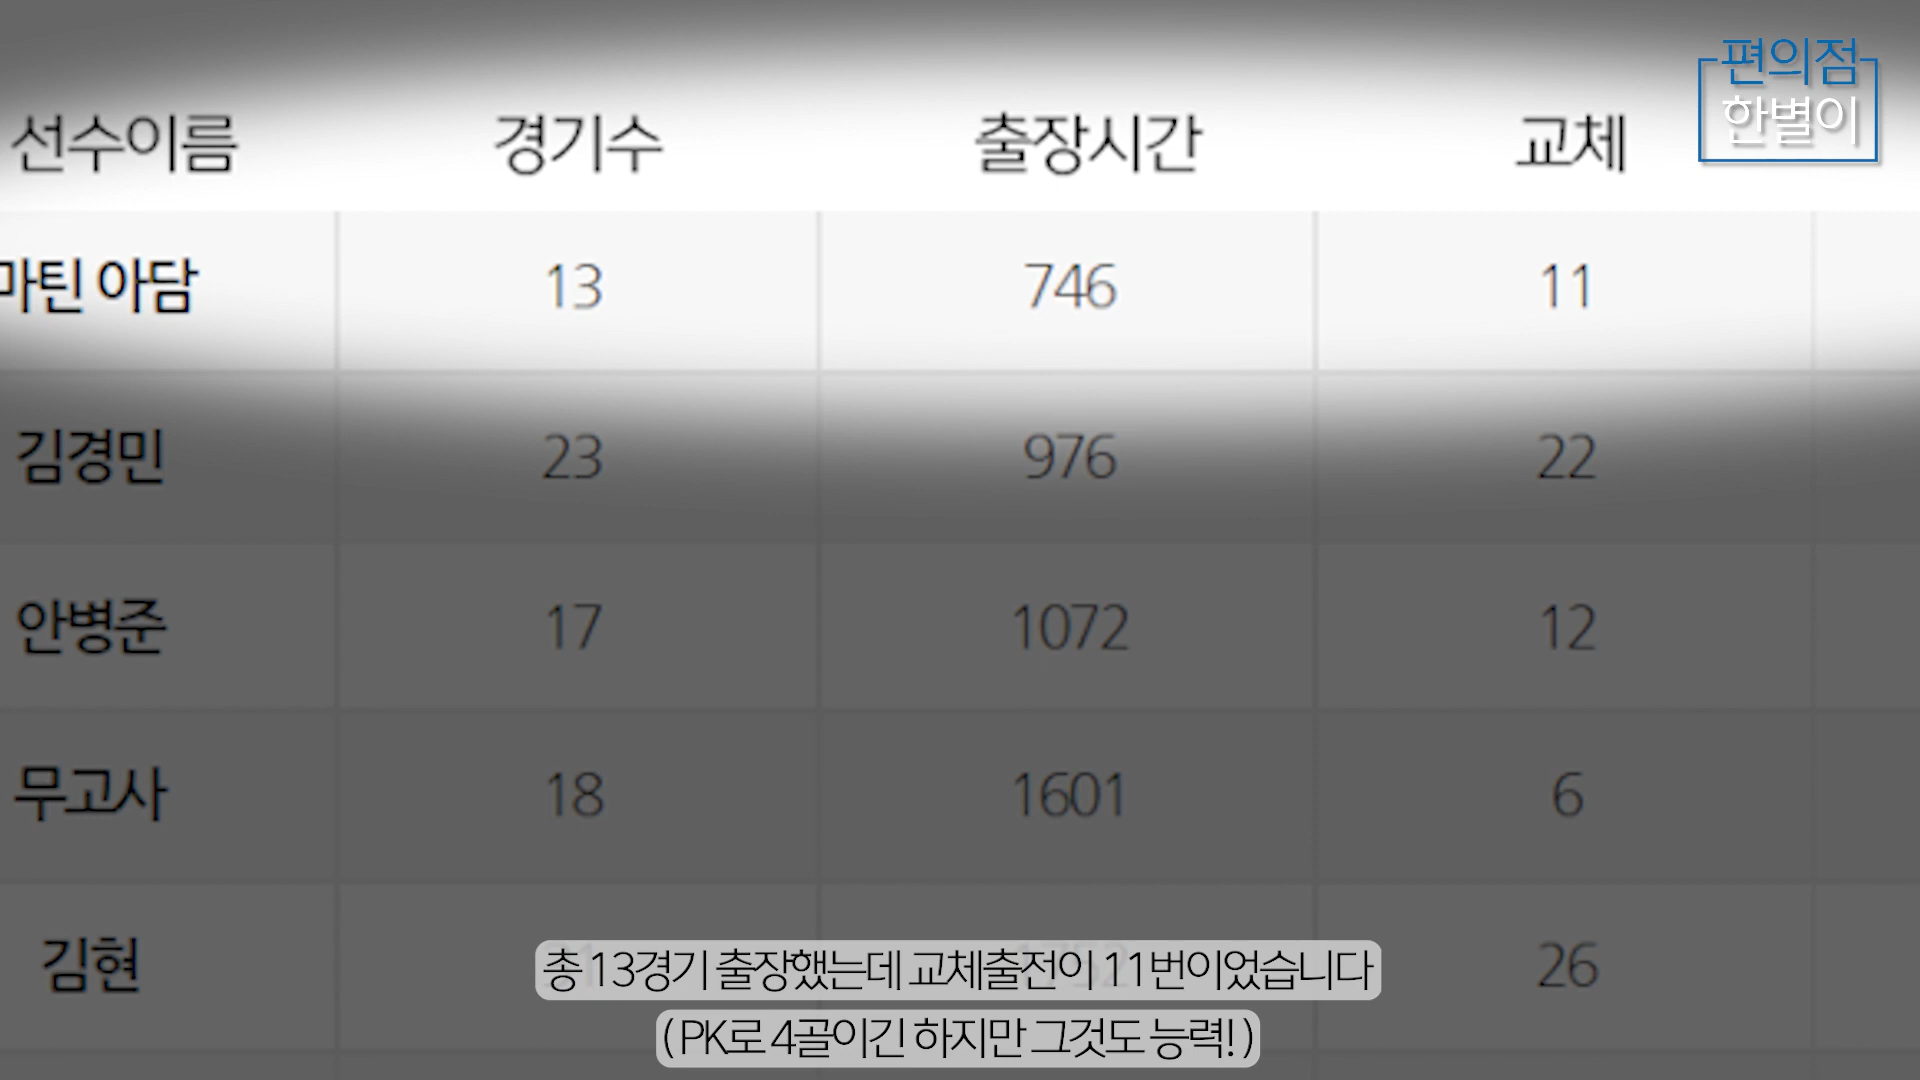 편의점
한별이
선수이름 경기수 출장시간 교체
마틴 아담 13 746 11
김경민 23 976 22
안병준 17 1072 12
무고사 18 1601 6
김현 26
총 13경기 출장했는데 교체출전이 11번이었습니다
( PK로 4골이긴 하지만 그것도 능력! )